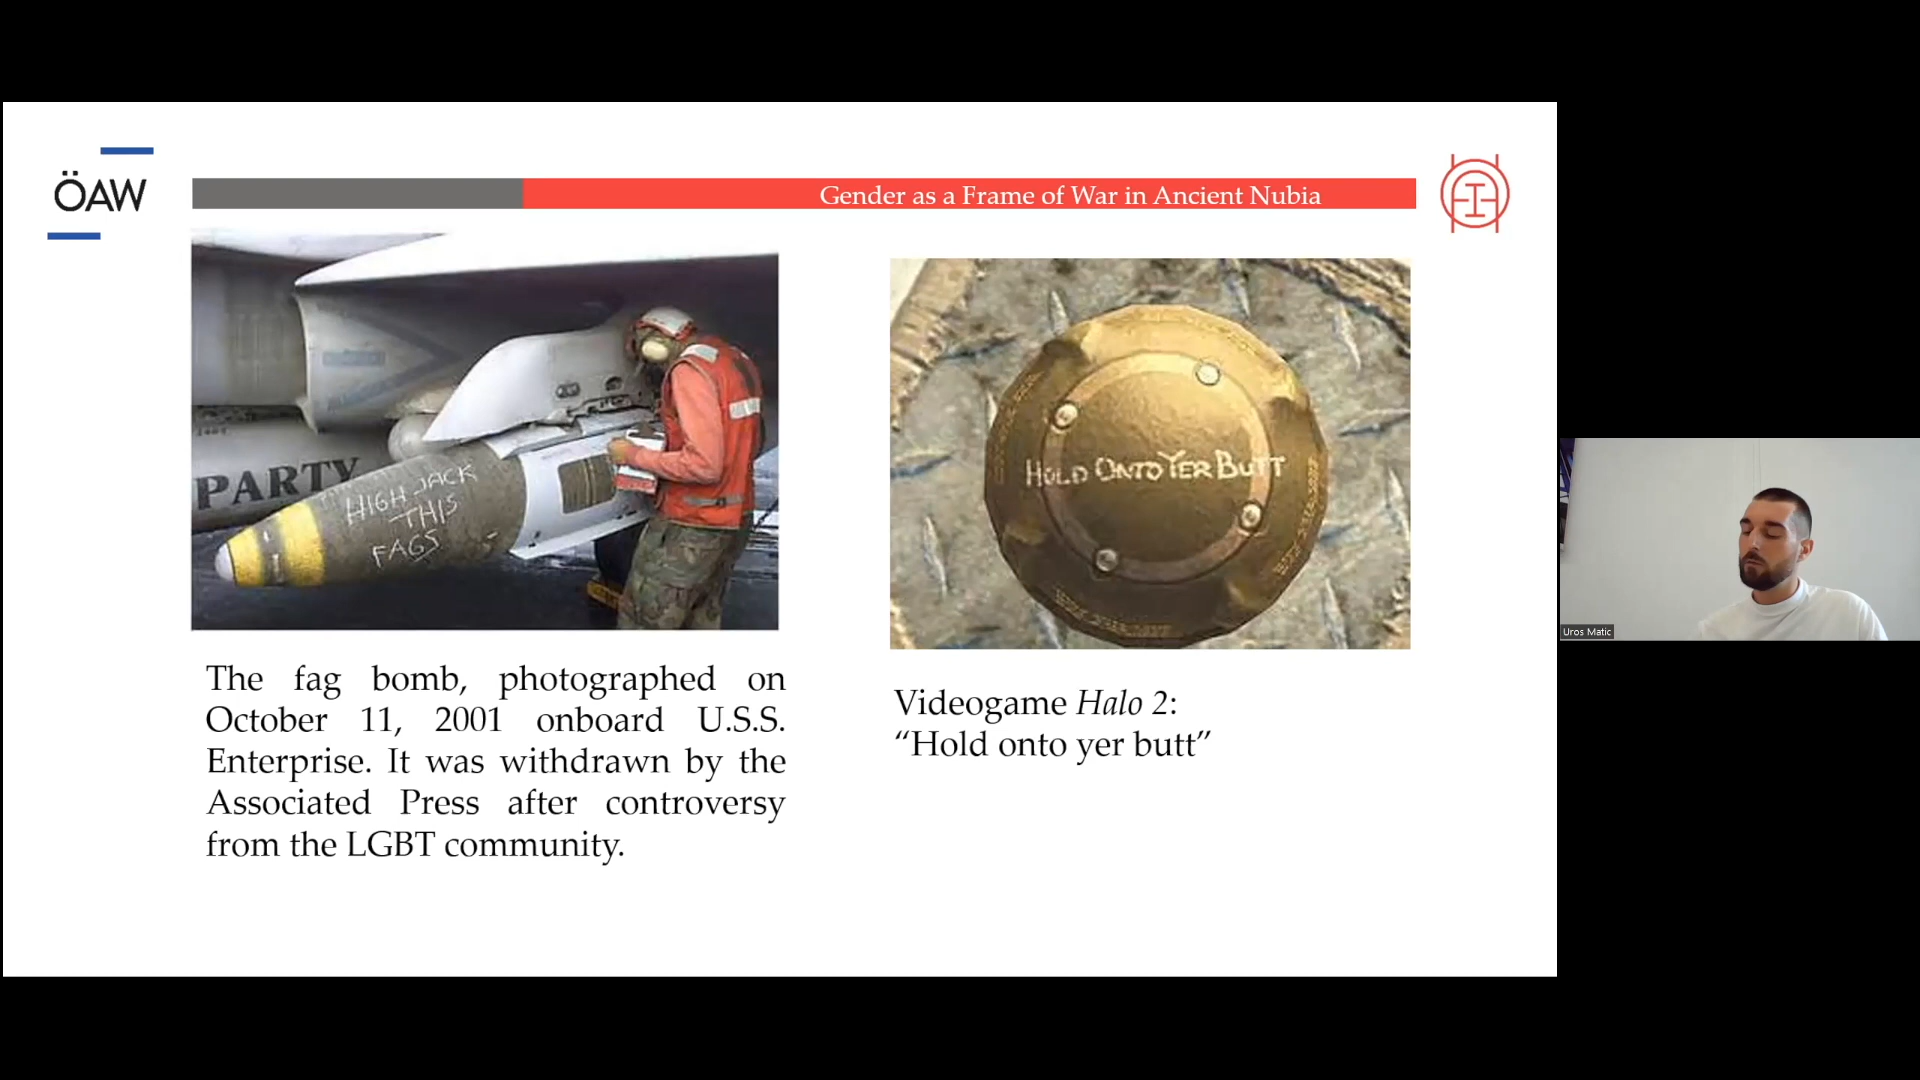 ÖAW
Gender as a Frame of War in Ancient Nubia
PARTY
HIGH JACK
THIS
FAGS
HOLD ONTO YER BUTT
The fag bomb, photographed on
October 11, 2001 onboard U.S.S.
Enterprise. It was withdrawn by the
Associated Press after controversy
from the LGBT community.
Videogame Halo 2:
“Hold onto yer butt”
Uros Matic